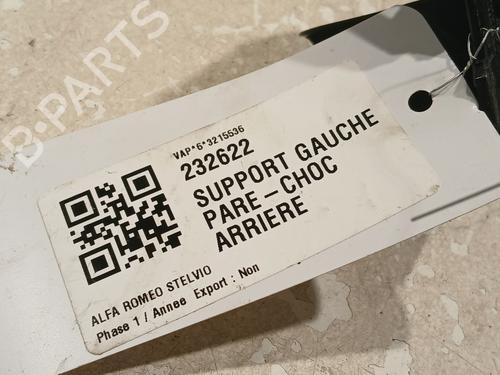 B-PARTS
VAP*6*3215536
232622
SUPPORT GAUCHE
PARE-CHOC
ARRIERE
ALFA ROMEO STELVIO
Phase 1 / Annee Export : Non